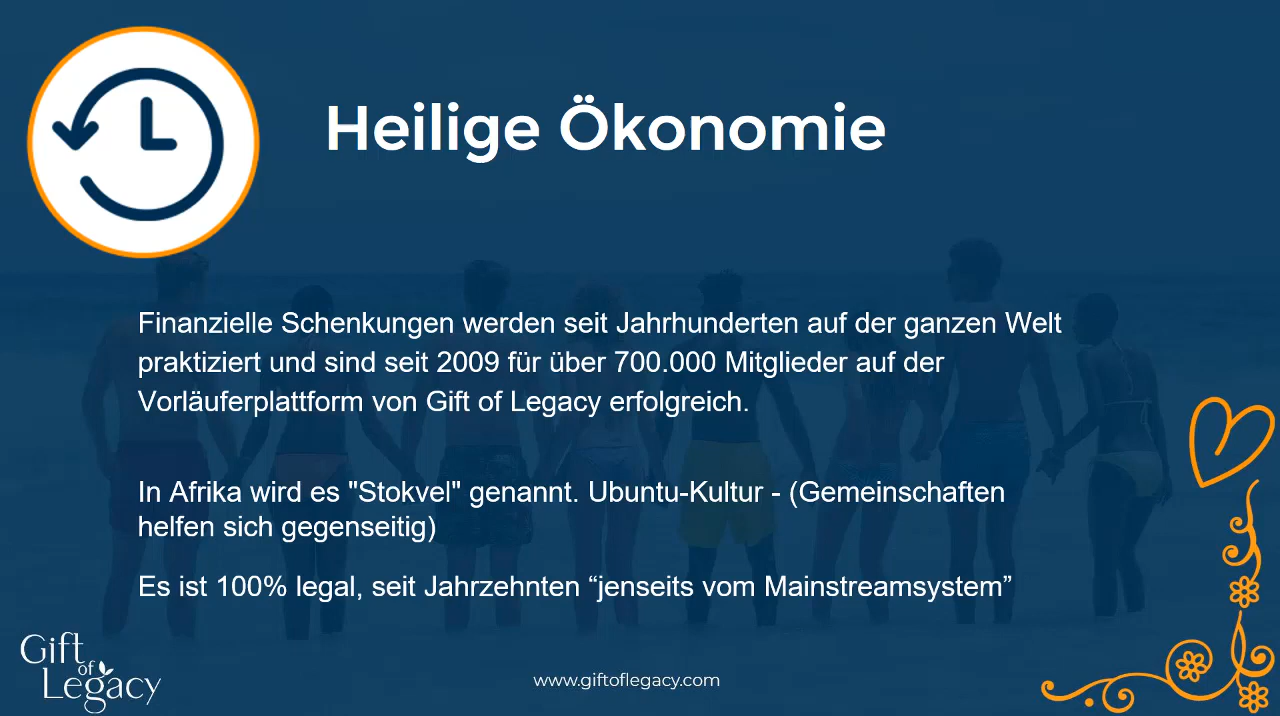 Heilige Ökonomie
Finanzielle Schenkungen werden seit Jahrhunderten auf der ganzen Welt
praktiziert und sind seit 2009 für über 700.000 Mitglieder auf der
Vorläuferplattform von Gift of Legacy erfolgreich.
In Afrika wird es "Stokvel" genannt. Ubuntu-Kultur - (Gemeinschaften
helfen sich gegenseitig)
Es ist 100% legal, seit Jahrzehnten “jenseits vom Mainstreamsystem”
Gift
of
Legacy
www.giftoflegacy.com